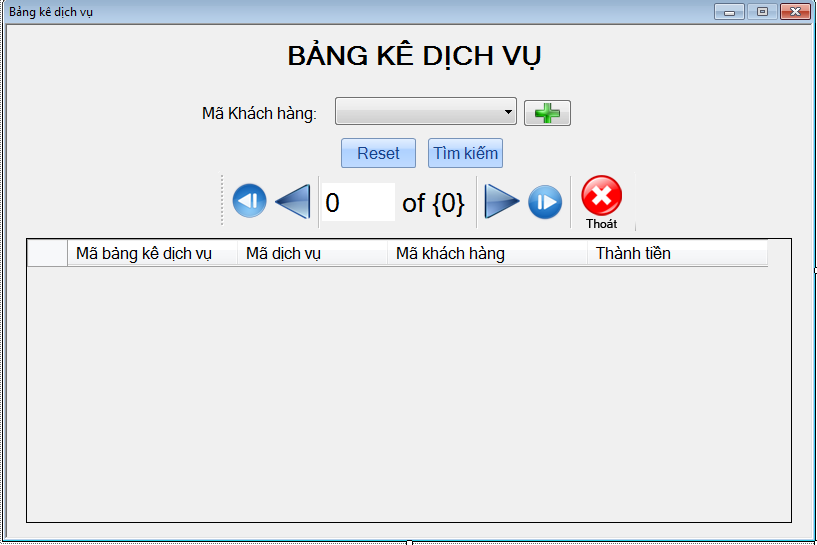 Bảng kê dịch vụ
BẢNG KÊ DỊCH VỤ
Mã Khách hàng:
Reset Tìm kiếm
0 of {0} Thoát
Mã bảng kê dịch vụ Mã dịch vụ Mã khách hàng Thành tiền